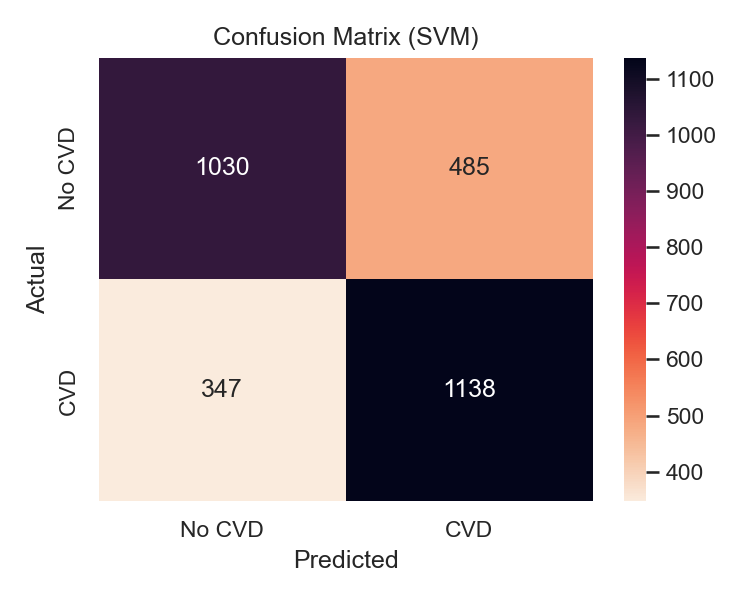 Confusion Matrix (SVM)
Actual
No CVD
CVD
1030
485
347
1138
No CVD
CVD
Predicted
1100
1000
900
800
700
600
500
400